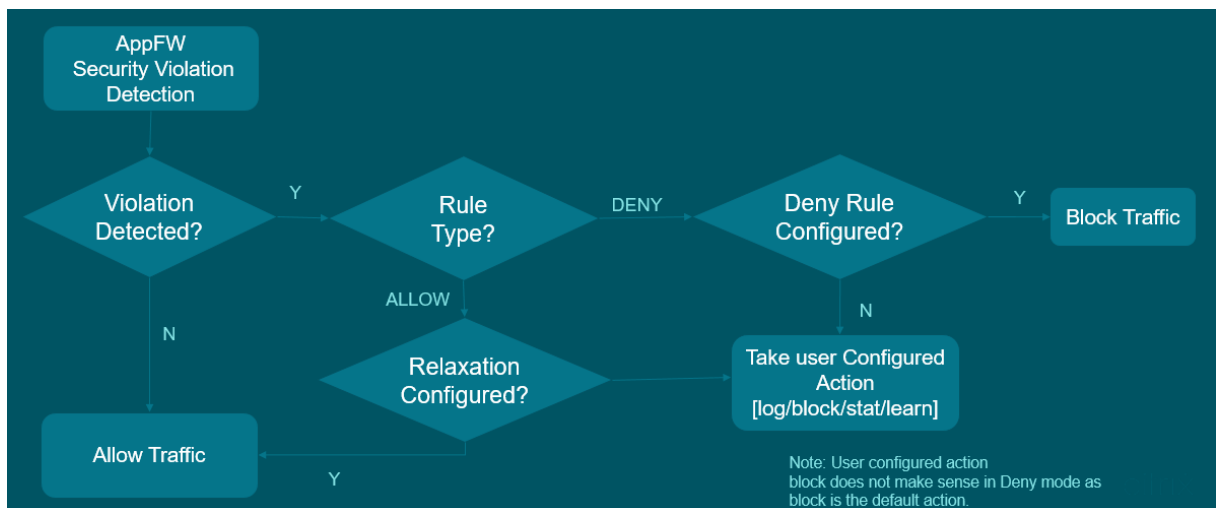 AppFW
Security Violation
Detection
Violation
Detected?
Y
Rule
Type?
DENY
Deny Rule
Configured?
Y
Block Traffic
ALLOW
N
N
Relaxation
Configured?
Take user Configured
Action
[log/block/stat/learn]
Allow Traffic
Y
Note: User configured action
block does not make sense in Deny mode as
block is the default action.